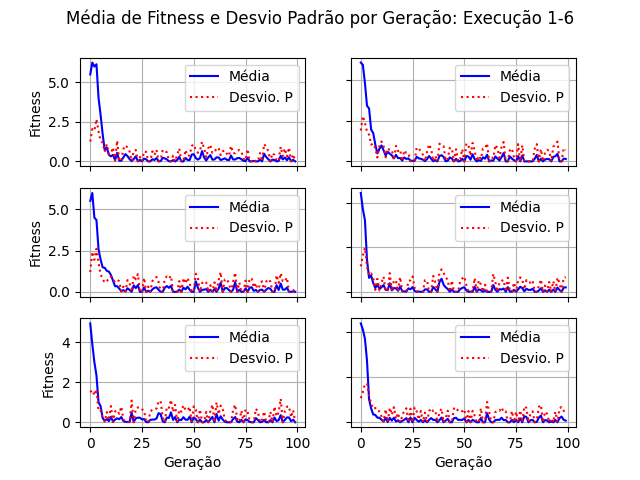 Média de Fitness e Desvio Padrão por Geração: Execução 1-6
Fitness
5.0
2.5
0.0
Média
Desvio. P
Média
Desvio. P
Fitness
5.0
2.5
0.0
Média
Desvio. P
Média
Desvio. P
Fitness
4
2
0
Média
Desvio. P
Média
Desvio. P
0 25 50 75 100
0 25 50 75 100
Geração
Geração